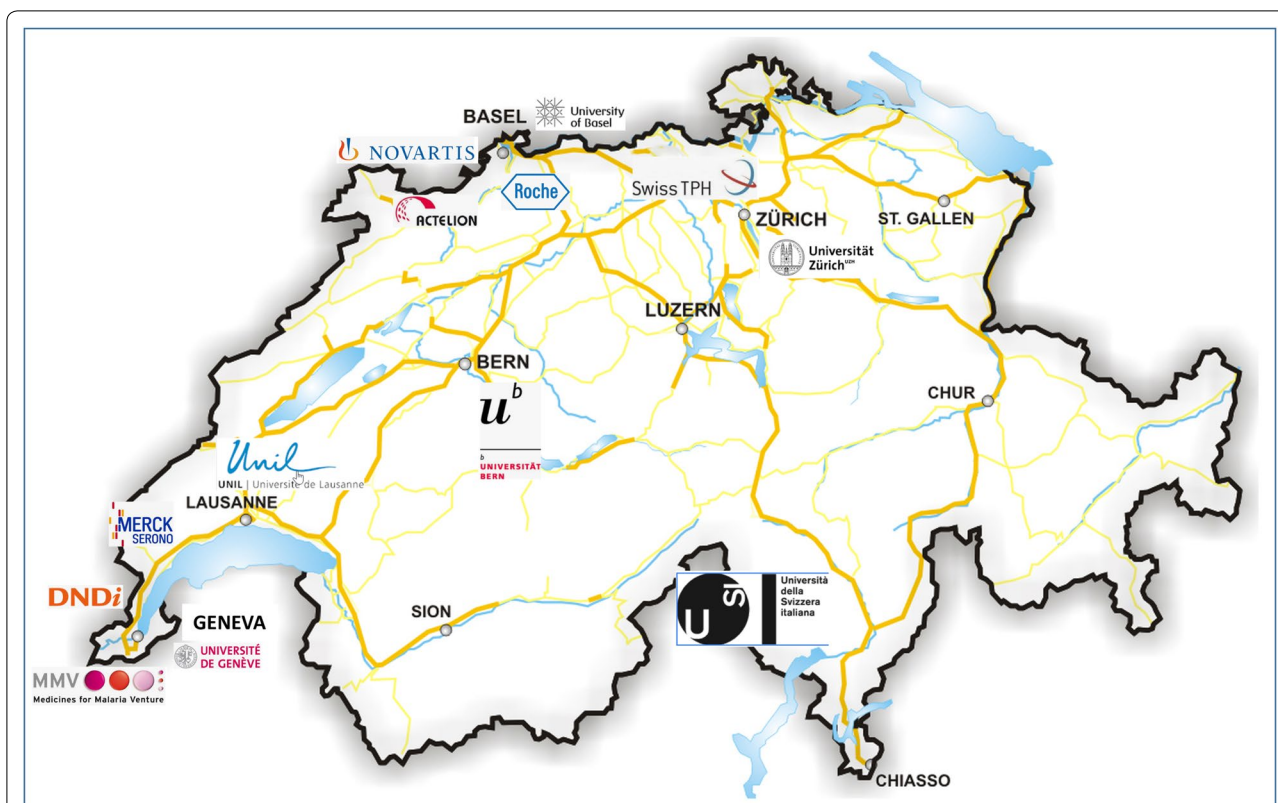 BASEL
University
of Basel
NOVARTIS
Roche
Swiss TPH
ACTELION
ZÜRICH
ST. GALLEN
Universität
Zürich UZH
LUZERN
BERN
CHUR
u b
b
UNIVERSITÄT
BERN
Unil
UNIL | Université de Lausanne
LAUSANNE
MERCK
SERONO
DNDi
GENEVA
SION
U SI
Università
della
Svizzera
italiana
UNIVERSITÉ
DE GENÈVE
MMV
Medicines for Malaria Venture
CHIASSO